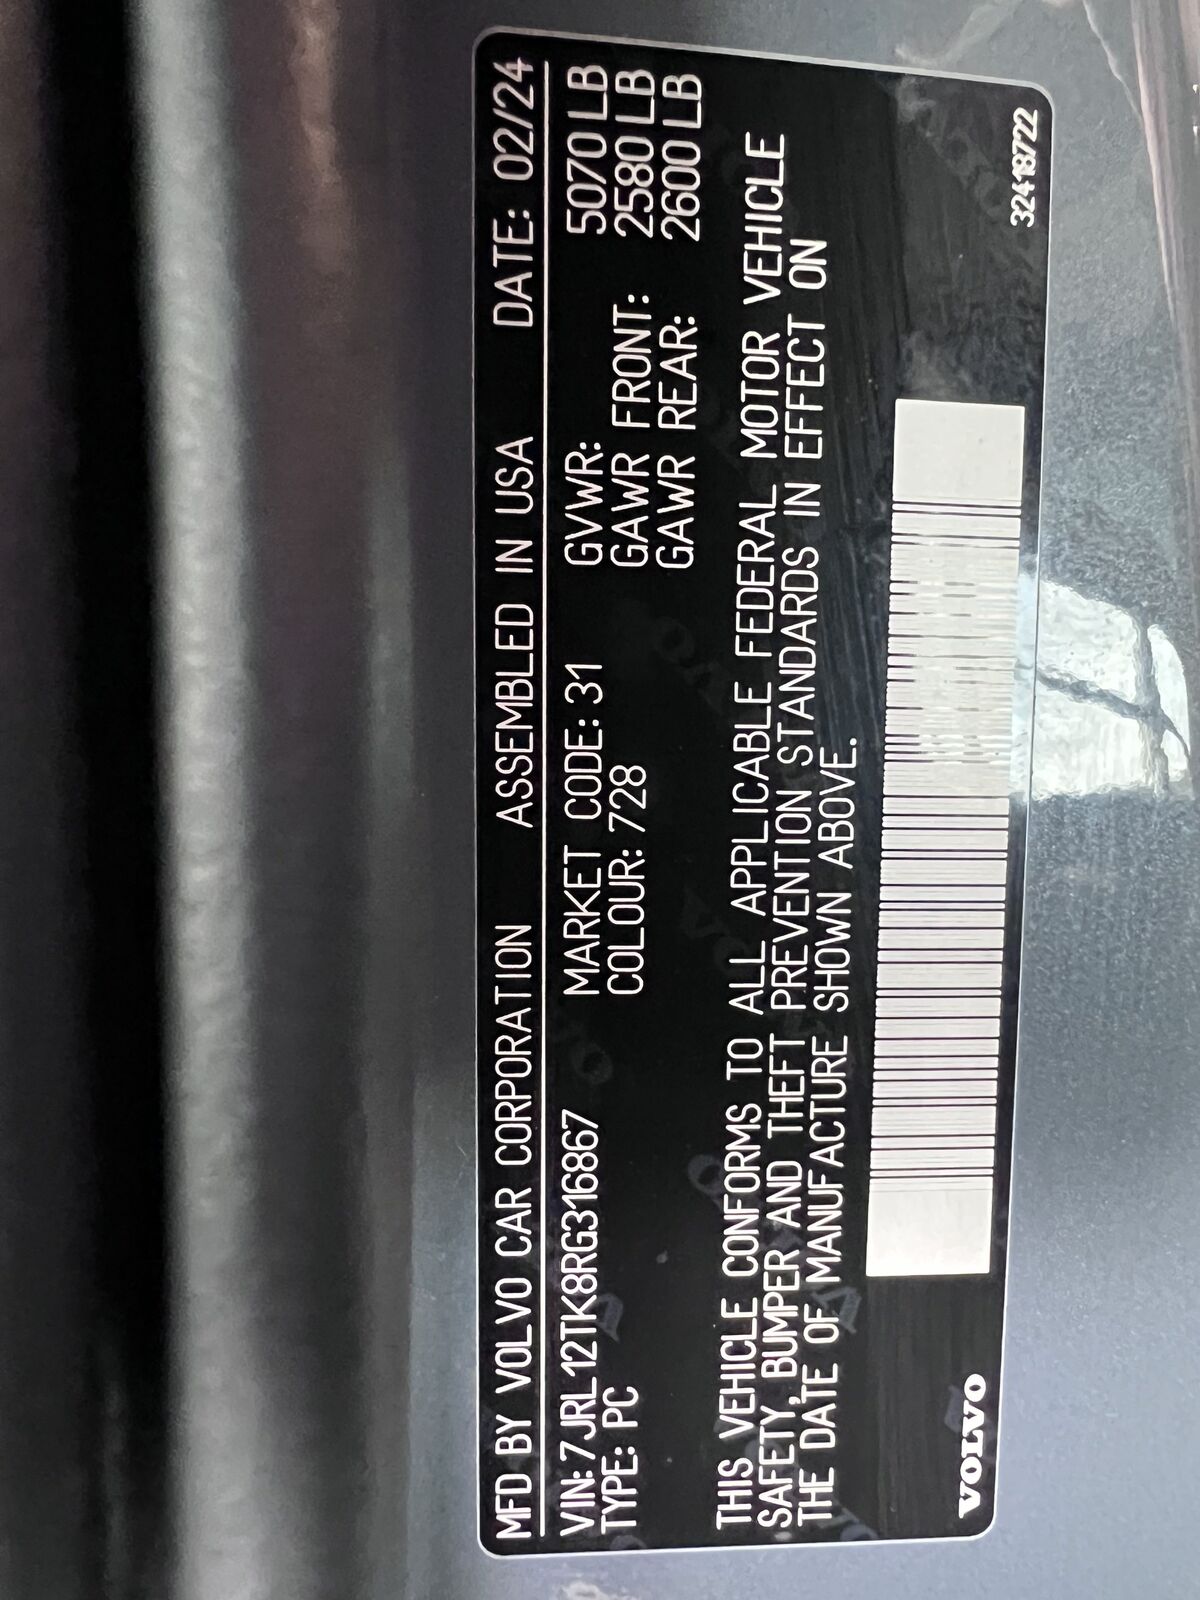 MFD BY VOLVO CAR CORPORATION ASSEMBLED IN USA DATE: 02/24
VIN: 7JRL12TK8RG316867 MARKET CODE: 31 GVWR: 5070 LB
TYPE: PC COLOUR: 728 GAWR FRONT: 2580 LB
GAWR REAR: 2600 LB
THIS VEHICLE CONFORMS TO ALL APPLICABLE FEDERAL MOTOR VEHICLE
SAFETY, BUMPER AND THEFT PREVENTION STANDARDS IN EFFECT ON
THE DATE OF MANUFACTURE SHOWN ABOVE.
VOLVO 32418722